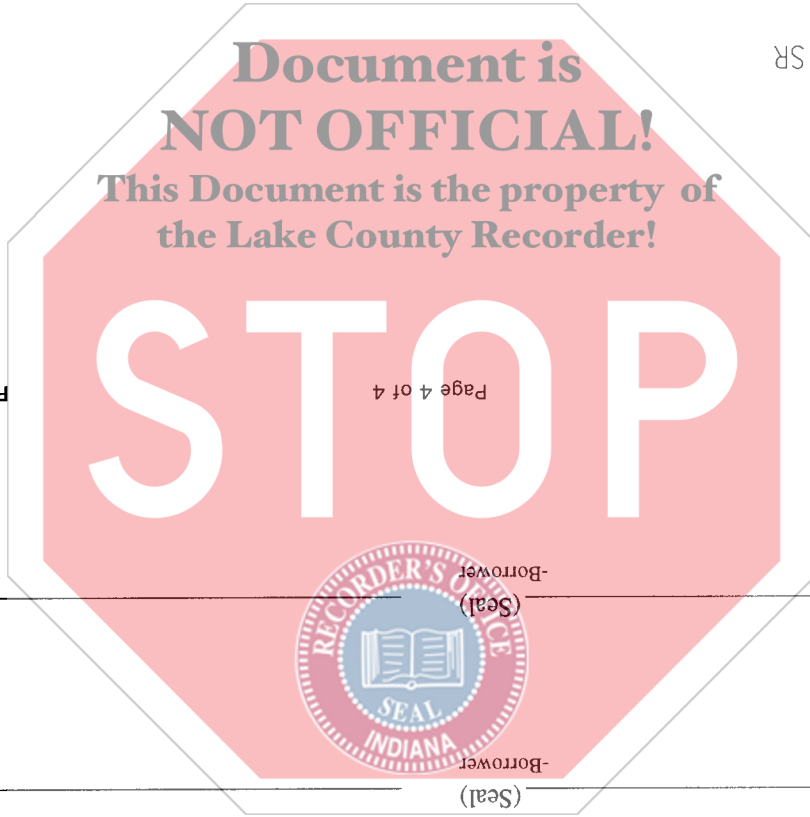 Document is
SR
NOT OFFICIAL!
This Document is the property of
the Lake County Recorder!
STOP
Page 4 of 4
-Borrower
(Seal)
RECORDER'S OFFICE
SEAL
INDIANA
-Borrower
(Seal)